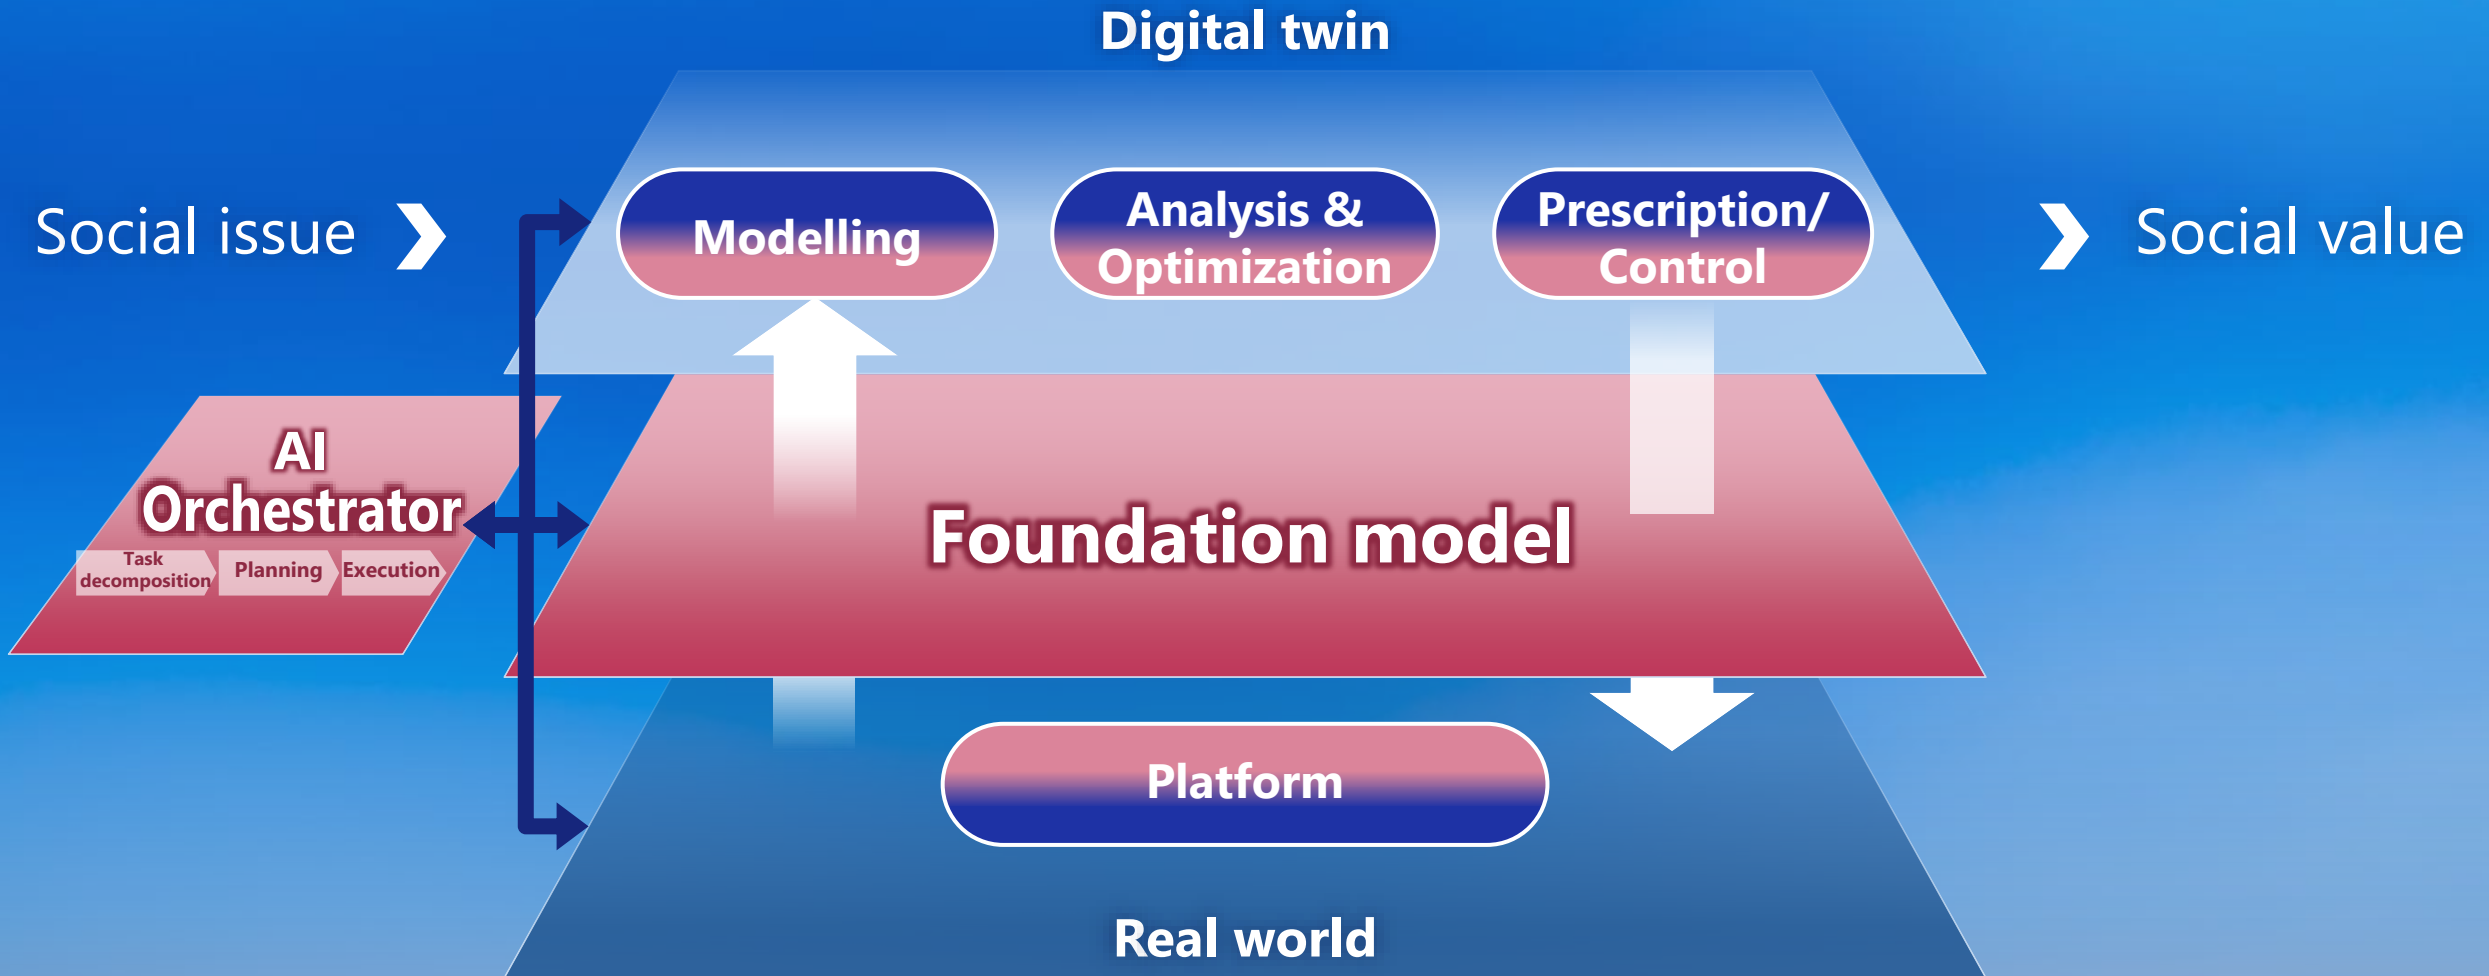 Digital twin
Social issue
Modelling
Analysis &
Optimization
Prescription/
Control
Social value
AI
Orchestrator
Task
decomposition
Planning
Execution
Foundation model
Platform
Real world